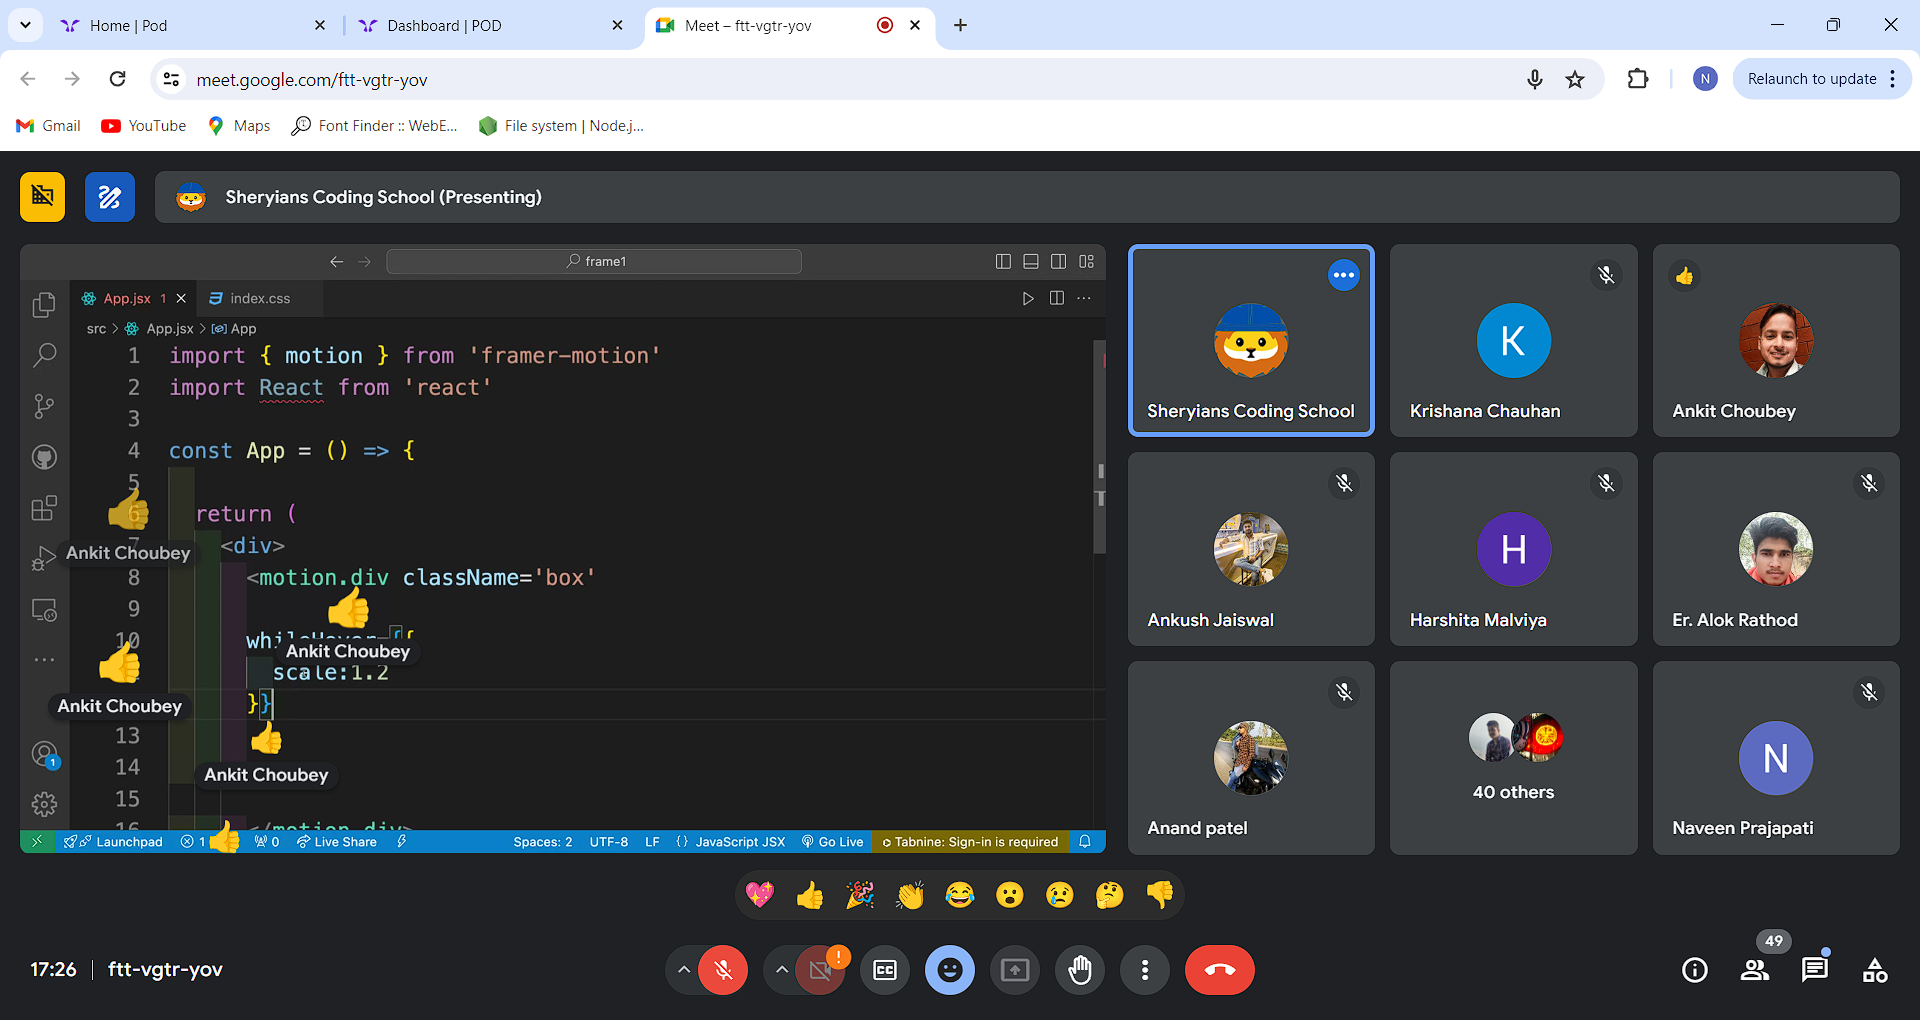 Home | Pod
Dashboard | POD
Meet – ftt-vgtr-yov
meet.google.com/ftt-vgtr-yov
N
Relaunch to update
Gmail
YouTube
Maps
Font Finder :: WebE...
File system | Node.j...
Sheryians Coding School (Presenting)
frame1
App.jsx 1
index.css
src > App.jsx > App
1 import { motion } from 'framer-motion'
2 import React from 'react'
3
4 const App = () => {
5
6 return (
7 <div>
8 <motion.div className='box'
9
10 whileHover={{
scale:1.2
}}
13
14
15
16 </motion.div>
Ankit Choubey
Ankit Choubey
Ankit Choubey
Ankit Choubey
1
Launchpad
1
0
Live Share
Spaces: 2
UTF-8
LF
{} JavaScript JSX
Go Live
Tabnine: Sign-in is required
Sheryians Coding School
K
Krishana Chauhan
Ankit Choubey
Ankush Jaiswal
H
Harshita Malviya
Er. Alok Rathod
Anand patel
40 others
N
Naveen Prajapati
17:26
ftt-vgtr-yov
!
CC
49